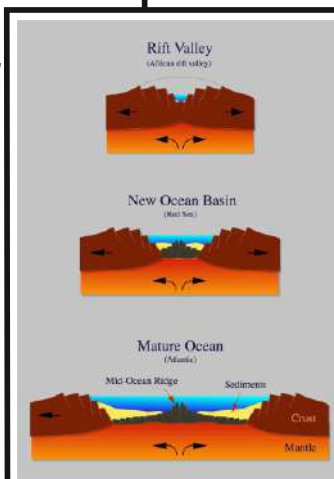 Rift Valley
(African rift valley)
New Ocean Basin
(Red Sea)
Mature Ocean
(Atlantic)
Mid-Ocean Ridge
Sediments
Crust
Mantle